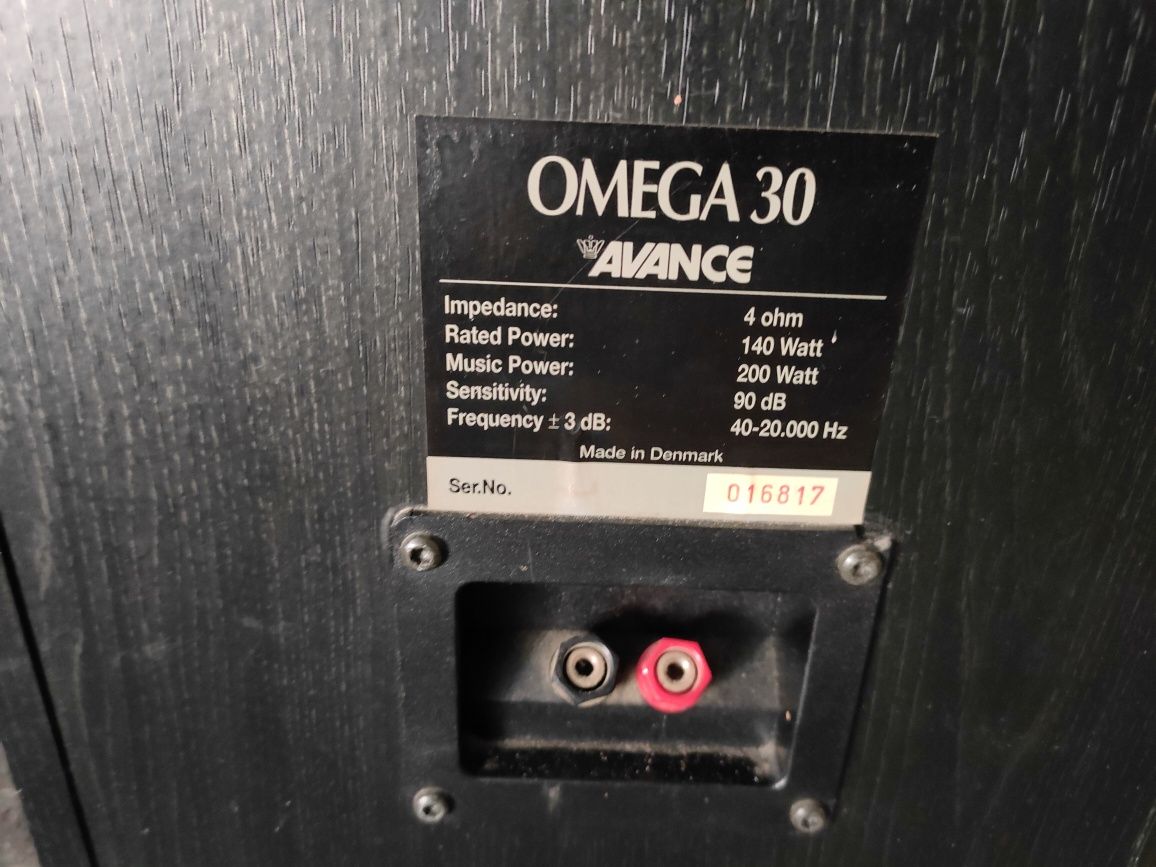 OMEGA 30
AVANCE
Impedance: 4 ohm
Rated Power: 140 Watt
Music Power: 200 Watt
Sensitivity: 90 dB
Frequency ± 3 dB: 40-20.000 Hz
Made in Denmark
Ser.No. 016817